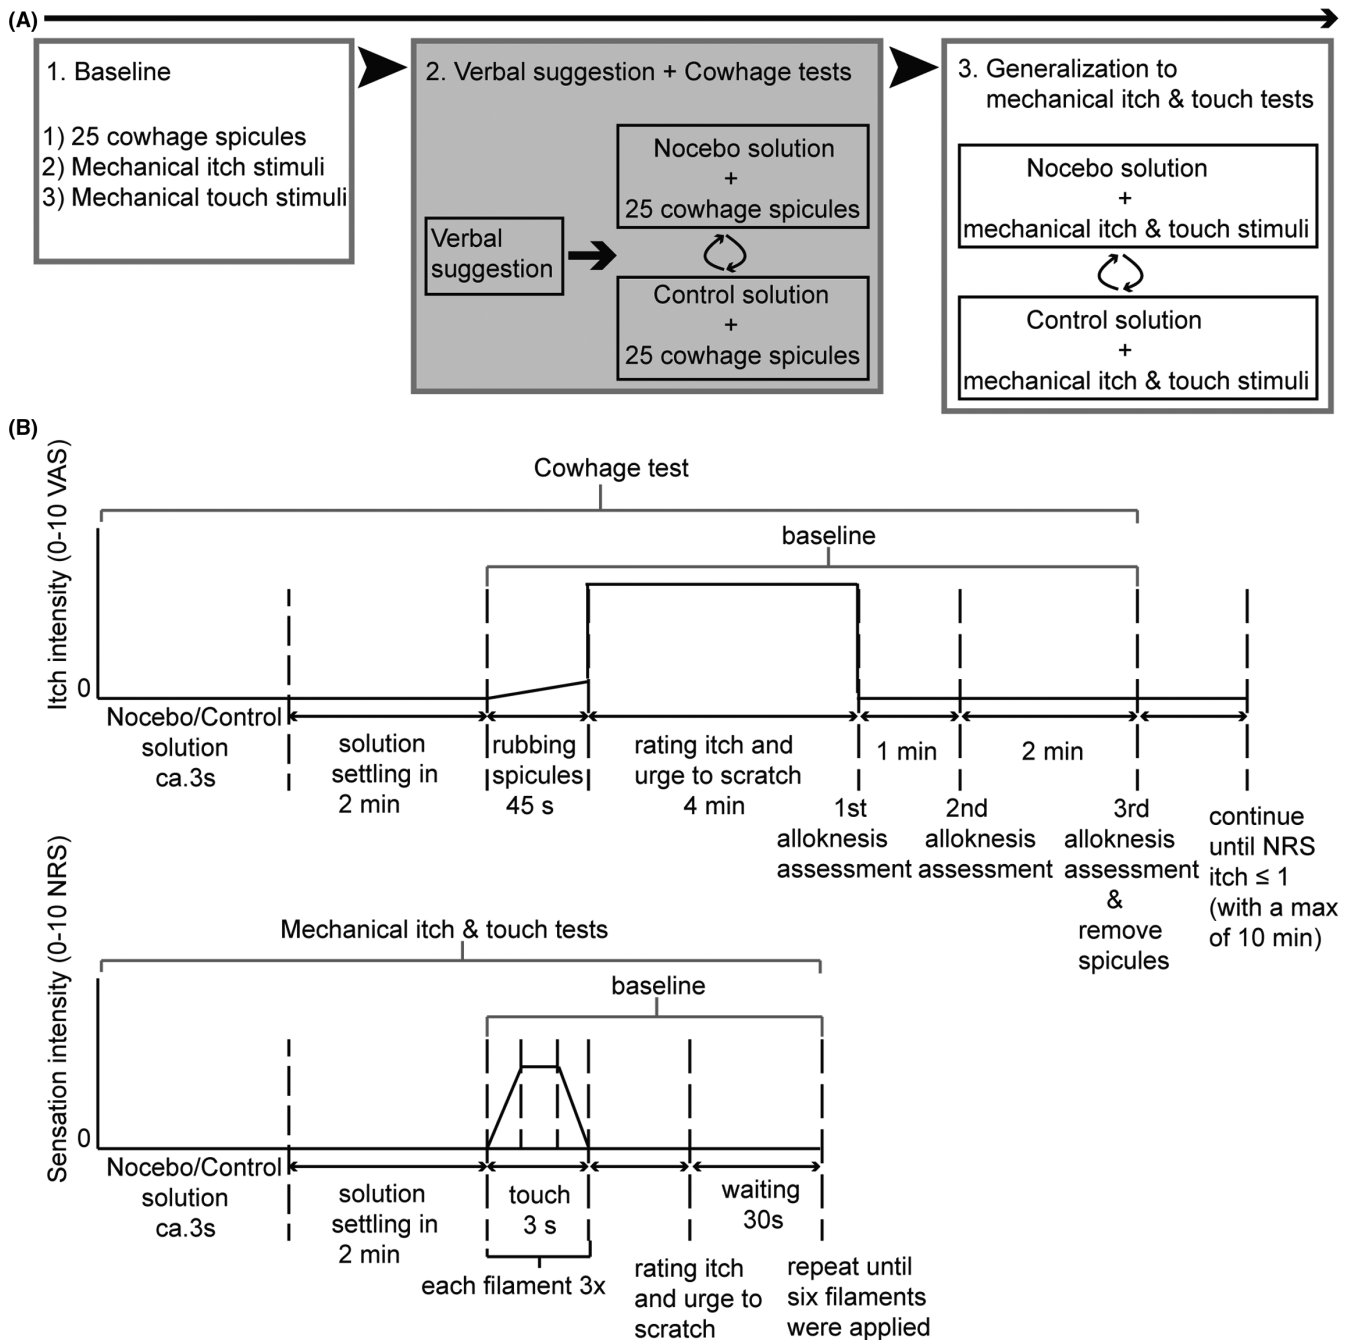 (A)
1. Baseline
1) 25 cowhage spicules
2) Mechanical itch stimuli
3) Mechanical touch stimuli
2. Verbal suggestion + Cowhage tests
Verbal
suggestion
Nocebo solution
+
25 cowhage spicules
Control solution
+
25 cowhage spicules
3. Generalization to
mechanical itch & touch tests
Nocebo solution
+
mechanical itch & touch stimuli
Control solution
+
mechanical itch & touch stimuli
(B)
Itch intensity (0-10 VAS)
Cowhage test
baseline
0
Nocebo/Control
solution
ca.3s
solution
settling in
2 min
rubbing
spicules
45 s
rating itch and
urge to scratch
4 min
1 min
2 min
1st
alloknesis
assessment
2nd
alloknesis
assessment
3rd
alloknesis
assessment
&
remove
spicules
continue
until NRS
itch ≤ 1
(with a max
of 10 min)
Sensation intensity (0-10 NRS)
Mechanical itch & touch tests
baseline
0
Nocebo/Control
solution
ca.3s
solution
settling in
2 min
touch
3 s
each filament 3x
rating itch
and urge to
scratch
waiting
30s
repeat until
six filaments
were applied